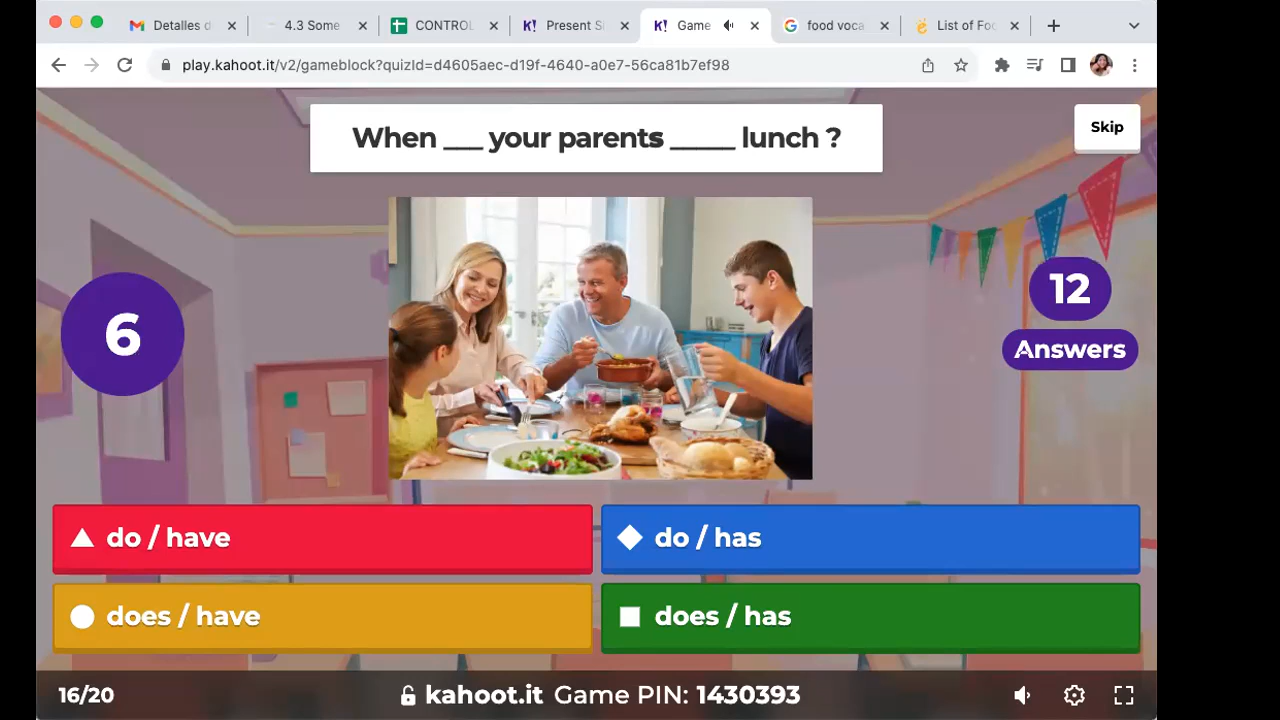 Detalles d
4.3 Some
CONTROL
K! Present Si
K! Game
food voca
List of Foo
play.kahoot.it/v2/gameblock?quizId=d4605aec-d19f-4640-a0e7-56ca81b7ef98
When ___ your parents _____ lunch ?
Skip
6
12
Answers
do / have
do / has
does / have
does / has
16/20
kahoot.it Game PIN: 1430393